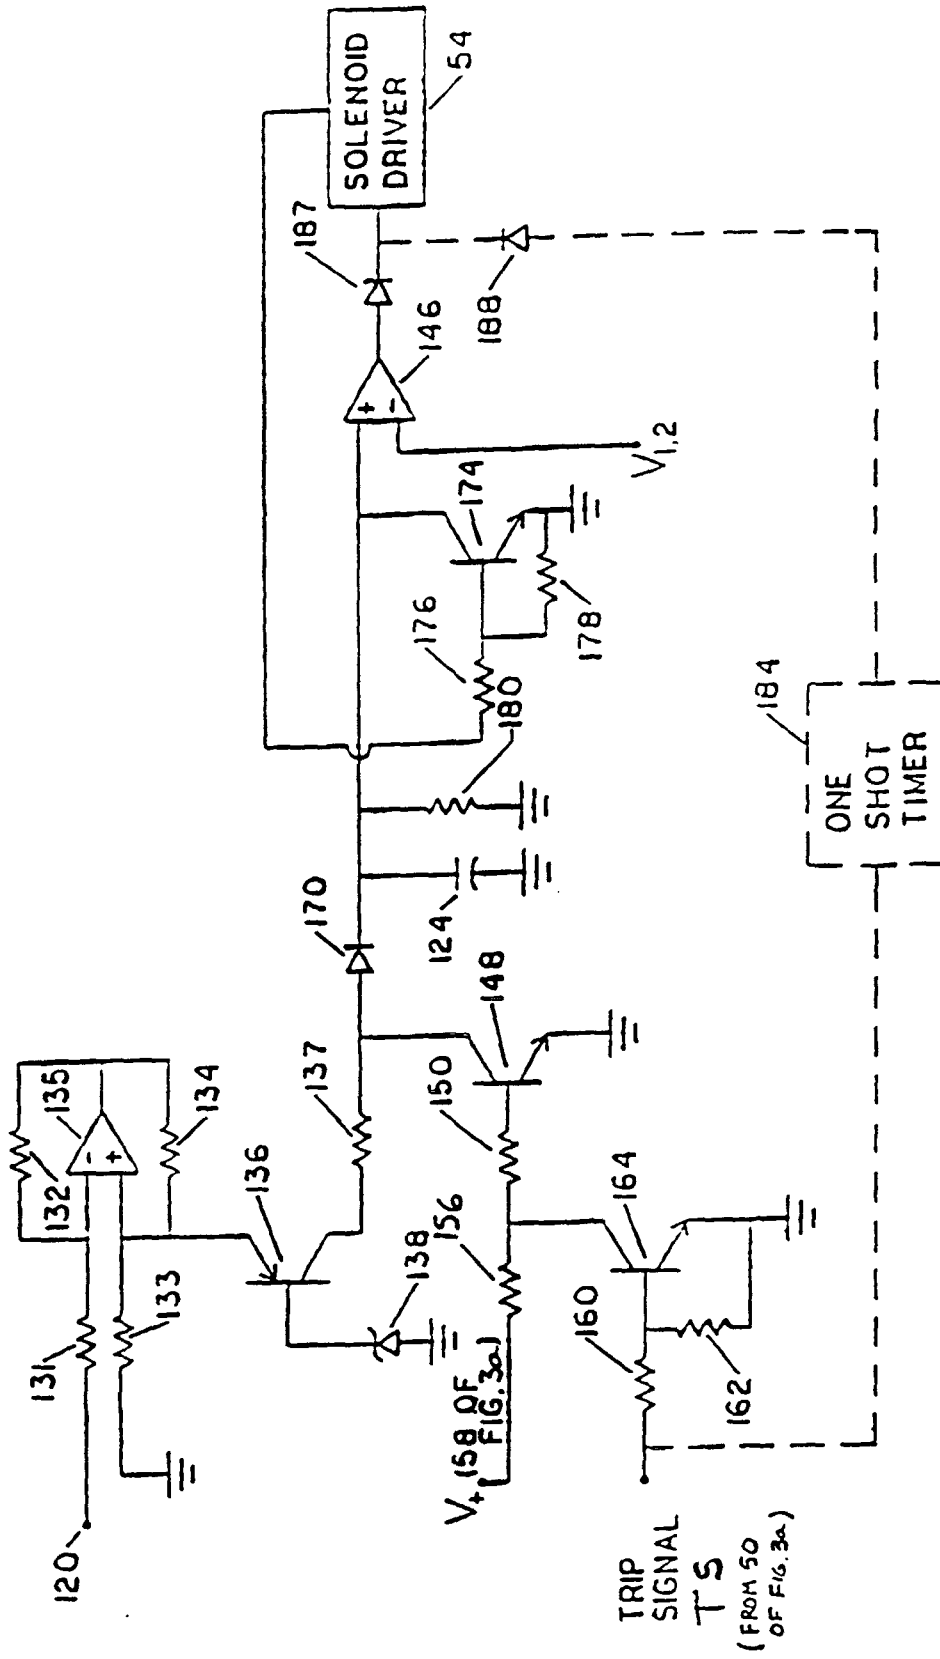 SOLENOID
DRIVER
54
187
188
146
V1,2
174
176
178
180
184
ONE
SHOT
TIMER
170
124
148
137
150
156
164
160
162
132
135
134
136
138
131
133
120
V+
158 OF
FIG. 3a)
TRIP
SIGNAL
TS
(FROM 50
OF FIG. 3a)